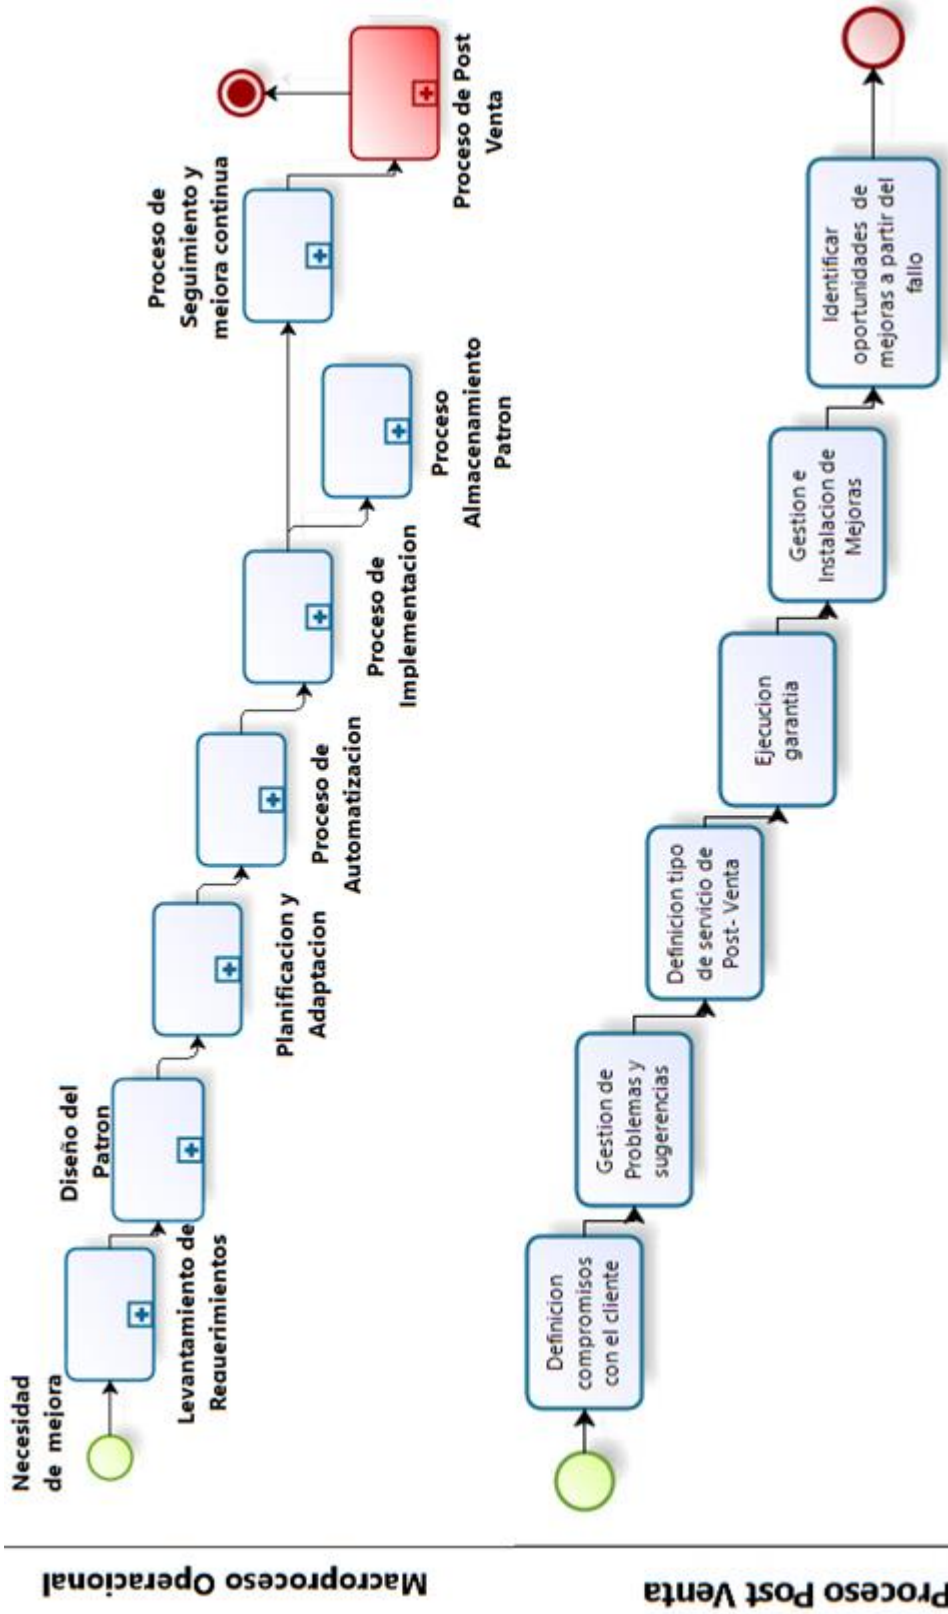 Macroproceso Operacional
Necesidad
de mejora
Levantamiento de
Requerimientos
Diseño del
Patron
Planificacion y
Adaptacion
Proceso de
Automatizacion
Proceso de
Implementacion
Proceso
Almacenamiento
Patron
Proceso de
Seguimiento y
mejora continua
Proceso de Post
Venta
Proceso Post Venta
Definicion
compromisos
con el cliente
Gestion de
Problemas y
sugerencias
Definicion tipo
de servicio de
Post- Venta
Ejecucion
garantia
Gestion e
Instalacion de
Mejoras
Identificar
oportunidades de
mejoras a partir del
fallo